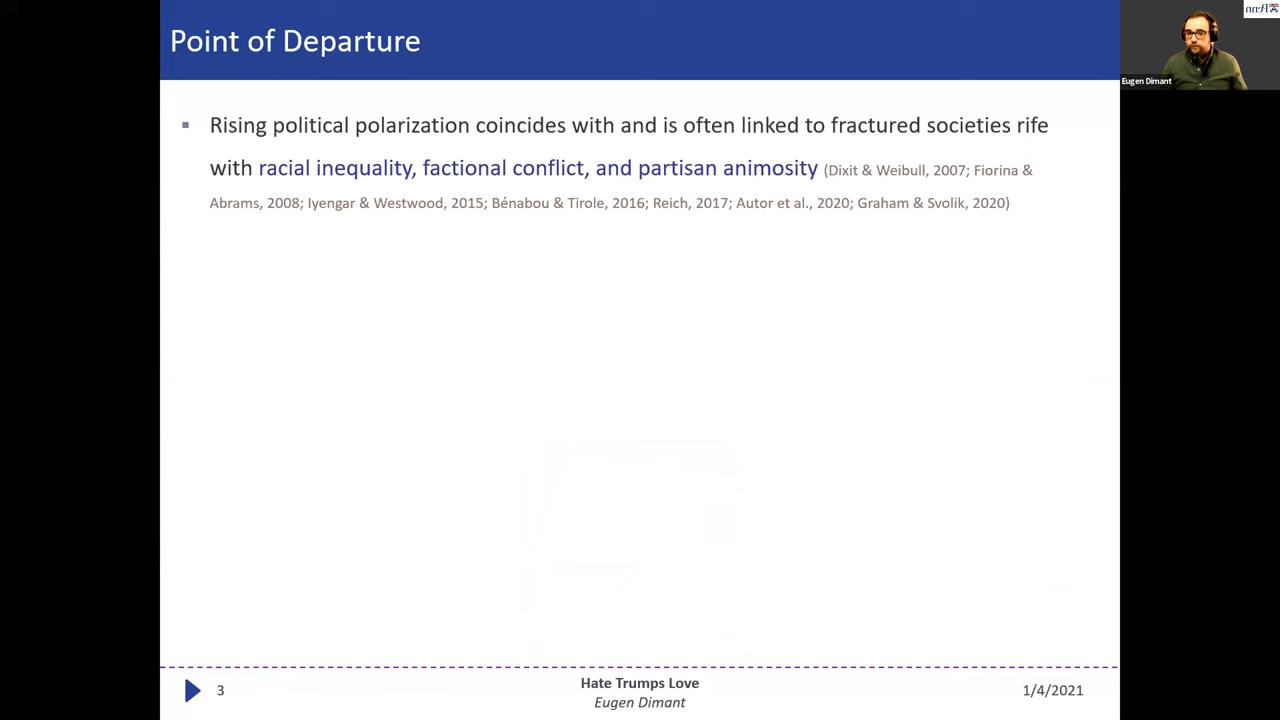 Point of Departure
Rising political polarization coincides with and is often linked to fractured societies rife
with racial inequality, factional conflict, and partisan animosity (Dixit & Weibull, 2007; Fiorina &
Abrams, 2008; Iyengar & Westwood, 2015; Bénabou & Tirole, 2016; Reich, 2017; Autor et al., 2020; Graham & Svolik, 2020)
3
Hate Trumps Love
Eugen Dimant
1/4/2021
Eugen Dimant